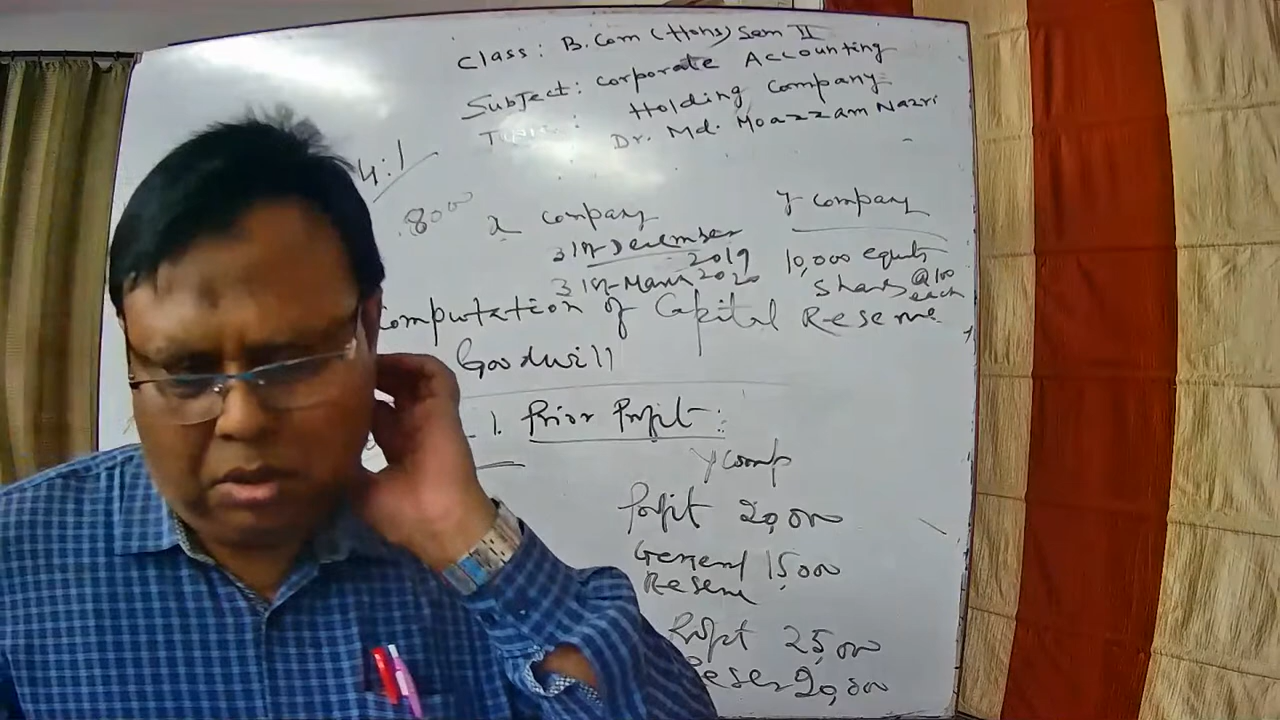 Class: B.Com (Hons) Sem II
Subject: Corporate Accounting
: Holding Company
Dr. Md. Moazzam Nazri
4:1
8000
x company
y company
31st December
2019
31st March 2020
10,000 equity
Shares @100
each
Computation of Capital Reserve
Goodwill
1. Prior Profit:
y Comp
Profit 20,000
General 15,000
Reserve
Profit 25,000
Reser 20,000